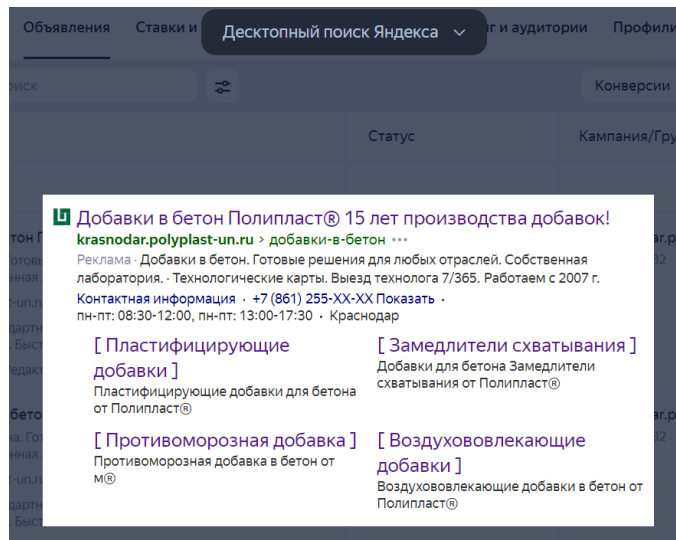 Объявления Ставки и Десктопный поиск Яндекса г и аудитории Профили
иск Конверсии
Статус Кампания/Гру
Добавки в бетон Полипласт® 15 лет производства добавок!
krasnodar.polyplast-un.ru › добавки-в-бетон •••
Реклама · Добавки в бетон. Готовые решения для любых отраслей. Собственная
лаборатория. · Технологические карты. Выезд технолога 7/365. Работаем с 2007 г.
Контактная информация · +7 (861) 255-XX-XX Показать ·
пн-пт: 08:30-12:00, пн-пт: 13:00-17:30 · Краснодар
[ Пластифицирующие
добавки ]
Пластифицирующие добавки для бетона
от Полипласт®
[ Замедлители схватывания ]
Добавки для бетона Замедлители
схватывания от Полипласт®
[ Противоморозная добавка ]
Противоморозная добавка в бетон от
м®
[ Воздухововлекающие
добавки ]
Воздухововлекающие добавки в бетон от
Полипласт®